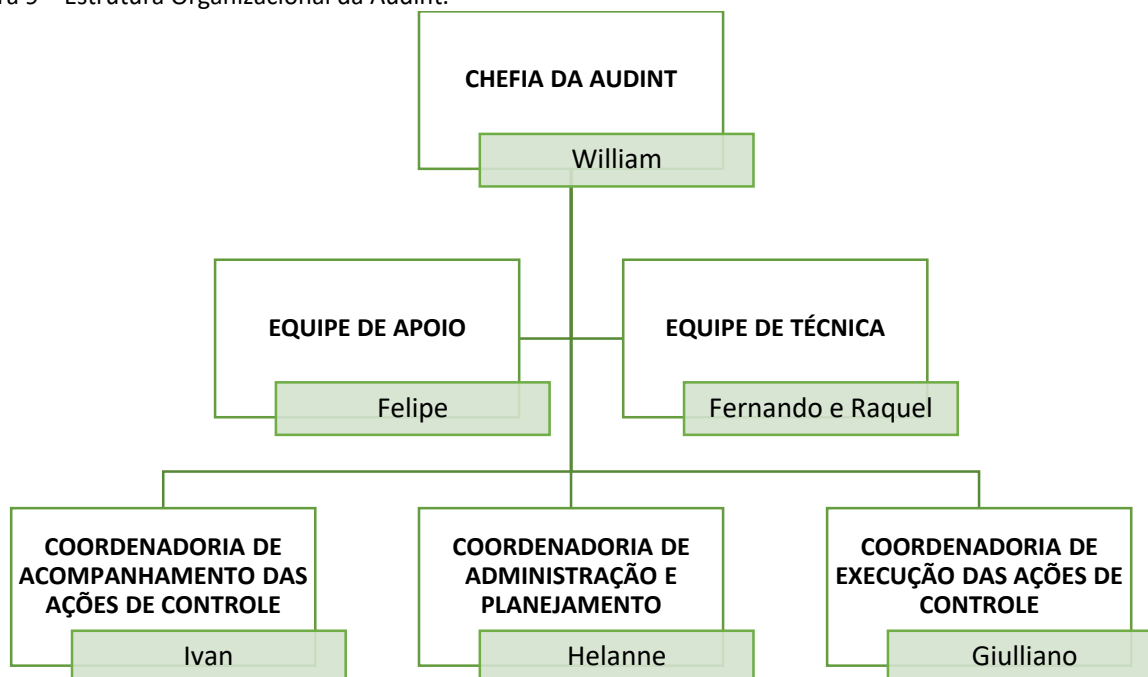 Estrutura Organizacional da Audint.
CHEFIA DA AUDINT
William
EQUIPE DE APOIO
Felipe
EQUIPE DE TÉCNICA
Fernando e Raquel
COORDENADORIA DE
ACOMPANHAMENTO DAS
AÇÕES DE CONTROLE
Ivan
COORDENADORIA DE
ADMINISTRAÇÃO E
PLANEJAMENTO
Helanne
COORDENADORIA DE
EXECUÇÃO DAS AÇÕES DE
CONTROLE
Giulliano